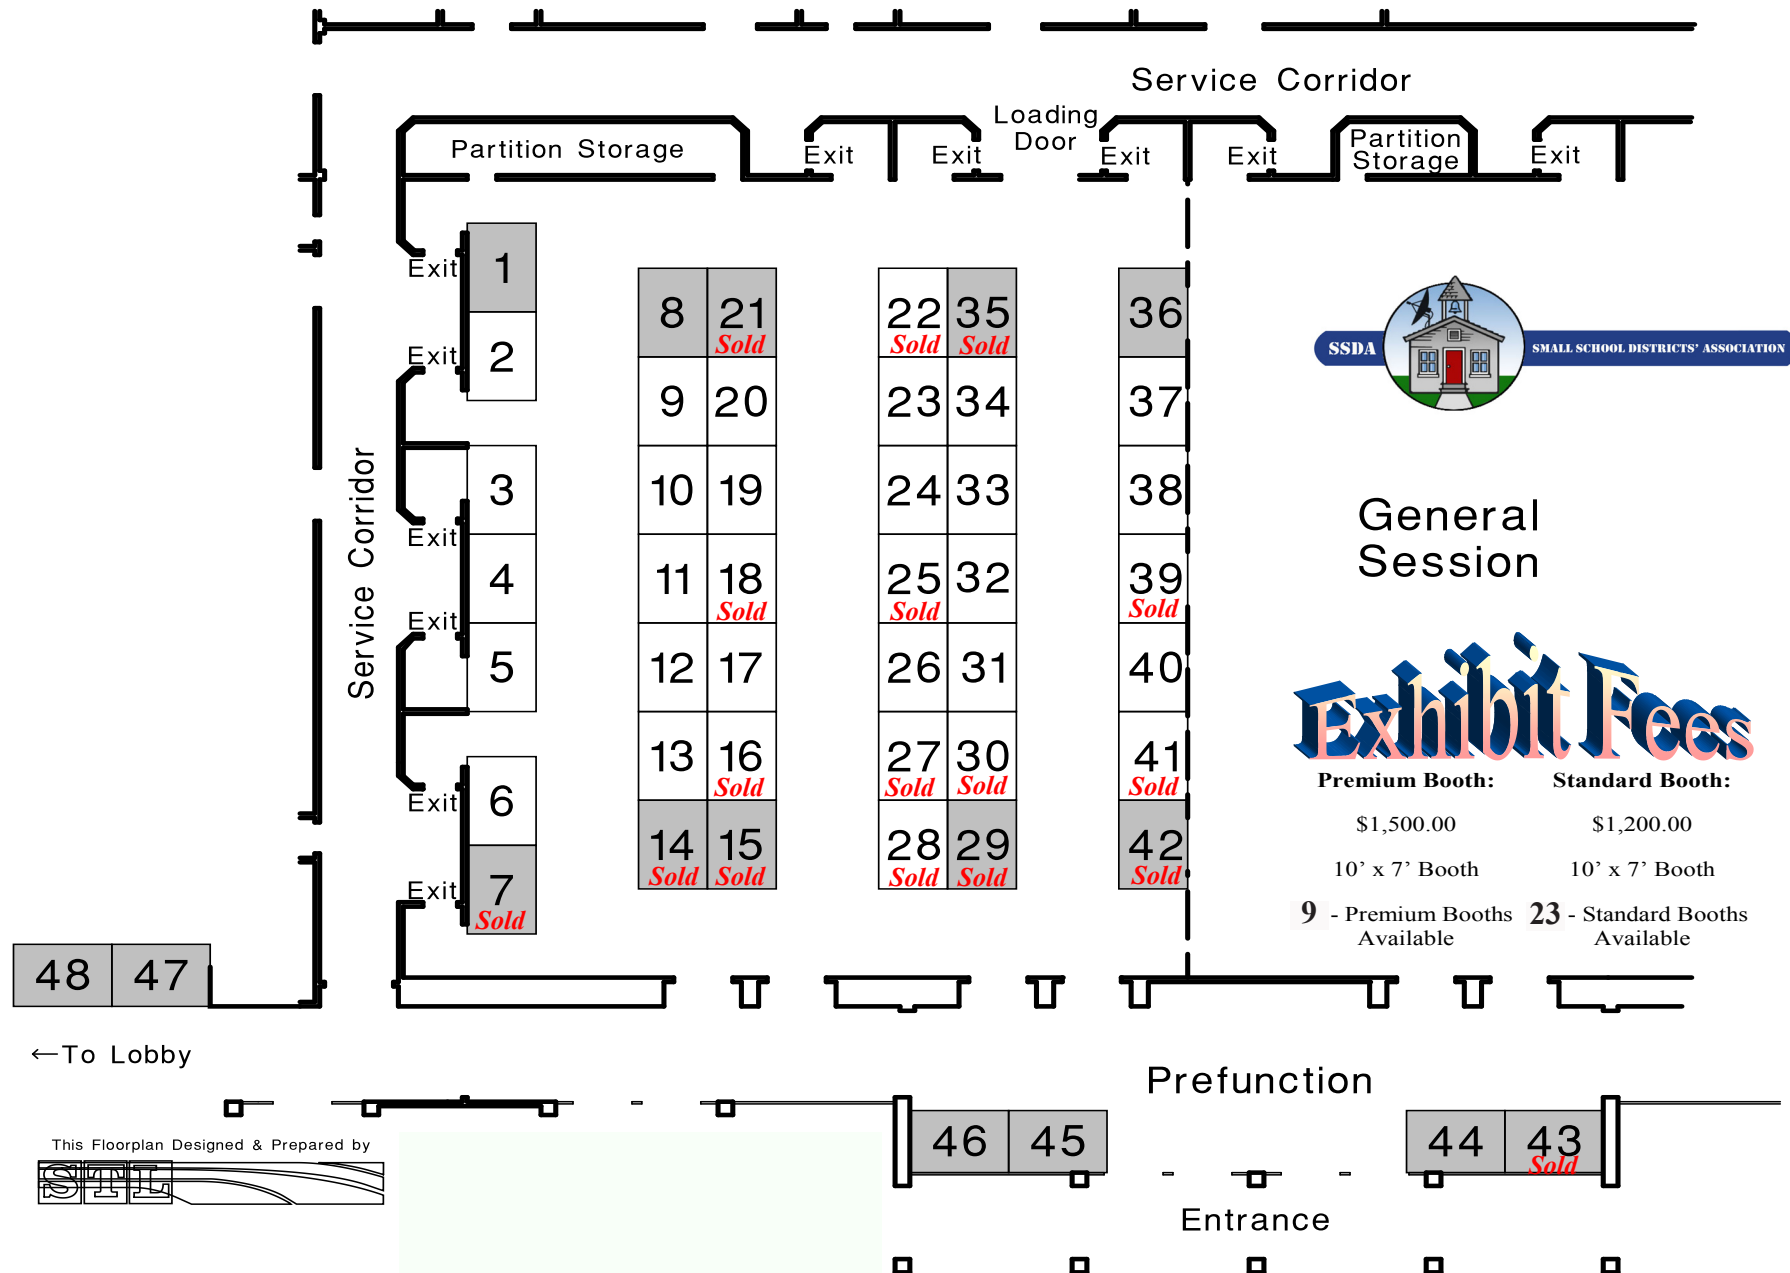 Service Corridor
Loading
Door
Partition Storage
Exit
Exit
Exit
Exit
Partition
Storage
Exit
Exit
1
Exit
2
3
Exit
4
Exit
5
6
Exit
7
Sold
Exit
Service Corridor
8
21
Sold
9
20
10
19
11
18
Sold
12
17
13
16
Sold
14
Sold
15
Sold
22
Sold
35
Sold
23
34
24
33
25
Sold
32
26
31
27
Sold
30
Sold
28
Sold
29
Sold
36
37
38
39
Sold
40
41
Sold
42
Sold
SSDA
SMALL SCHOOL DISTRICTS' ASSOCIATION
General
Session
Exhibit Fees
Premium Booth:
$1,500.00
10' x 7' Booth
9 - Premium Booths
Available
Standard Booth:
$1,200.00
10' x 7' Booth
23 - Standard Booths
Available
48
47
←To Lobby
Prefunction
46
45
44
43
Sold
Entrance
This Floorplan Designed & Prepared by
STL